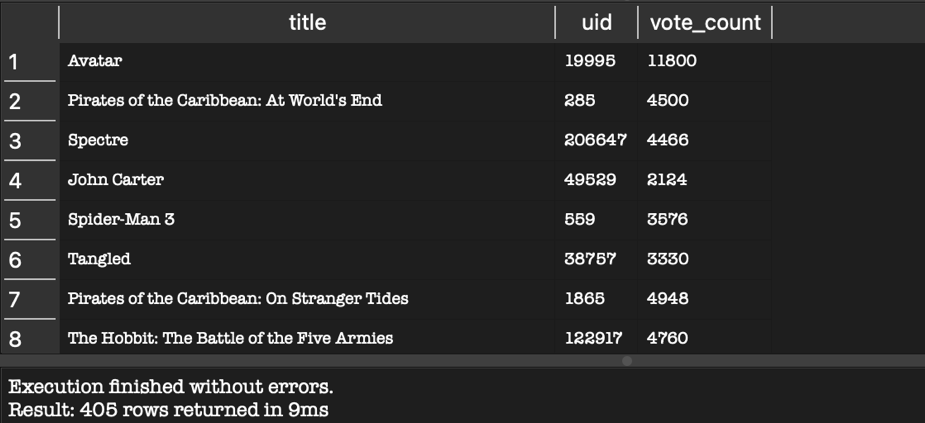 title uid vote_count
1 Avatar 19995 11800
2 Pirates of the Caribbean: At World's End 285 4500
3 Spectre 206647 4466
4 John Carter 49529 2124
5 Spider-Man 3 559 3576
6 Tangled 38757 3330
7 Pirates of the Caribbean: On Stranger Tides 1865 4948
8 The Hobbit: The Battle of the Five Armies 122917 4760
Execution finished without errors.
Result: 405 rows returned in 9ms